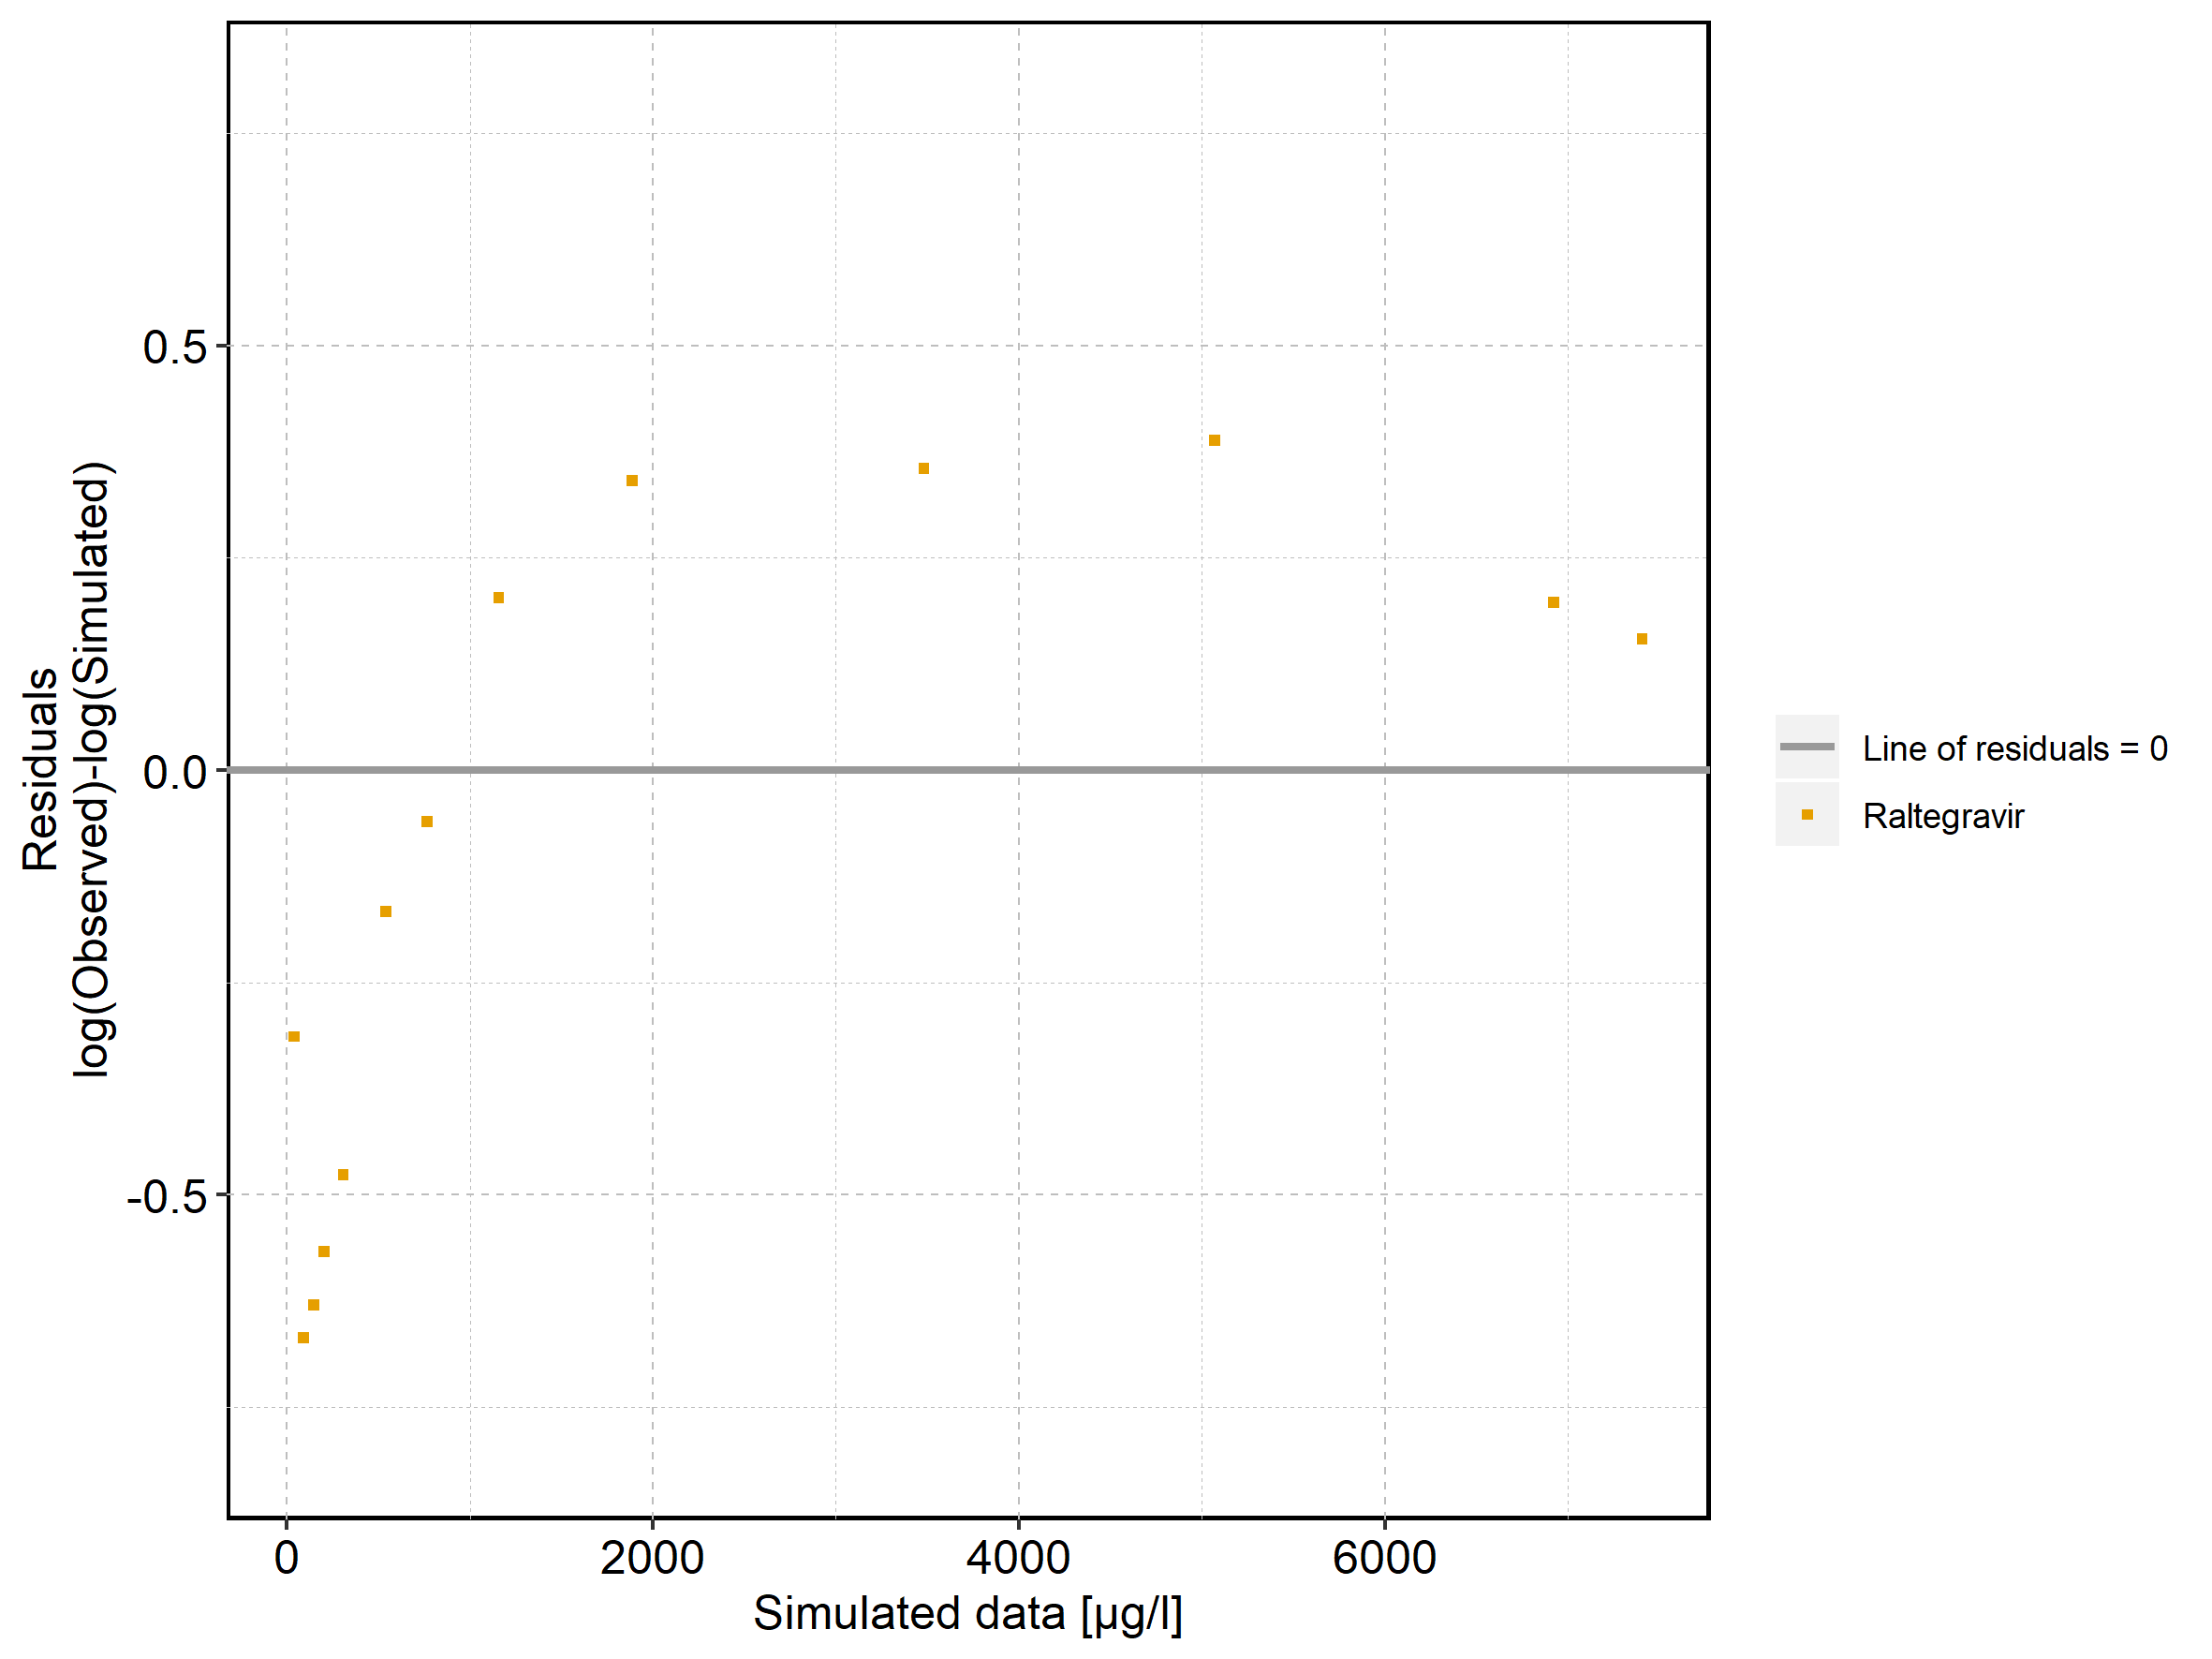 Residuals
log(Observed)-log(Simulated)
0.5
0.0
-0.5
0 2000 4000 6000
Simulated data [µg/l]
Line of residuals = 0
Raltegravir